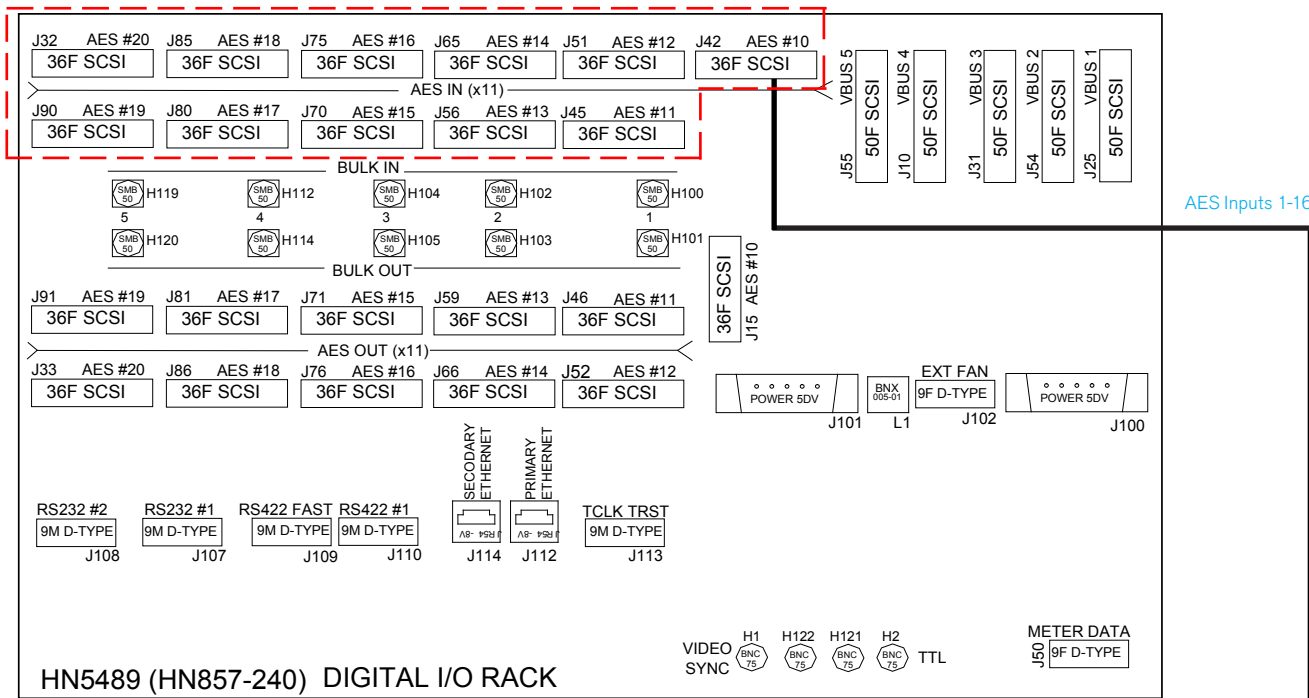 J32 AES #20 J85 AES #18 J75 AES #16 J65 AES #14 J51 AES #12 J42 AES #10
36F SCSI 36F SCSI 36F SCSI 36F SCSI 36F SCSI 36F SCSI
AES IN (x11)
J90 AES #19 J80 AES #17 J70 AES #15 J56 AES #13 J45 AES #11
36F SCSI 36F SCSI 36F SCSI 36F SCSI 36F SCSI
J55 VBUS 5 50F SCSI
J10 VBUS 4 50F SCSI
J31 VBUS 3 50F SCSI
J54 VBUS 2 50F SCSI
J25 VBUS 1 50F SCSI
AES Inputs 1-16
BULK IN
SMB 50 H119 SMB 50 H112 SMB 50 H104 SMB 50 H102 SMB 50 H100
5 4 3 2 1
SMB 50 H120 SMB 50 H114 SMB 50 H105 SMB 50 H103 SMB 50 H101
BULK OUT
36F SCSI J15 AES #10
J91 AES #19 J81 AES #17 J71 AES #15 J59 AES #13 J46 AES #11
36F SCSI 36F SCSI 36F SCSI 36F SCSI 36F SCSI
AES OUT (x11)
J33 AES #20 J86 AES #18 J76 AES #16 J66 AES #14 J52 AES #12
36F SCSI 36F SCSI 36F SCSI 36F SCSI 36F SCSI
EXT FAN
POWER 5DV BNX 005-01 9F D-TYPE POWER 5DV
J101 L1 J102 J100
SECODARY ETHERNET
PRIMARY ETHERNET
RS232 #2 RS232 #1 RS422 FAST RS422 #1 TCLK TRST
9M D-TYPE 9M D-TYPE 9M D-TYPE 9M D-TYPE J R54 -8V J R54 -8V 9M D-TYPE
J108 J107 J109 J110 J114 J112 J113
VIDEO SYNC
H1 H122 H121 H2
BNC 75 BNC 75 BNC 75 BNC 75 TTL
METER DATA
J50 9F D-TYPE
HN5489 (HN857-240) DIGITAL I/O RACK